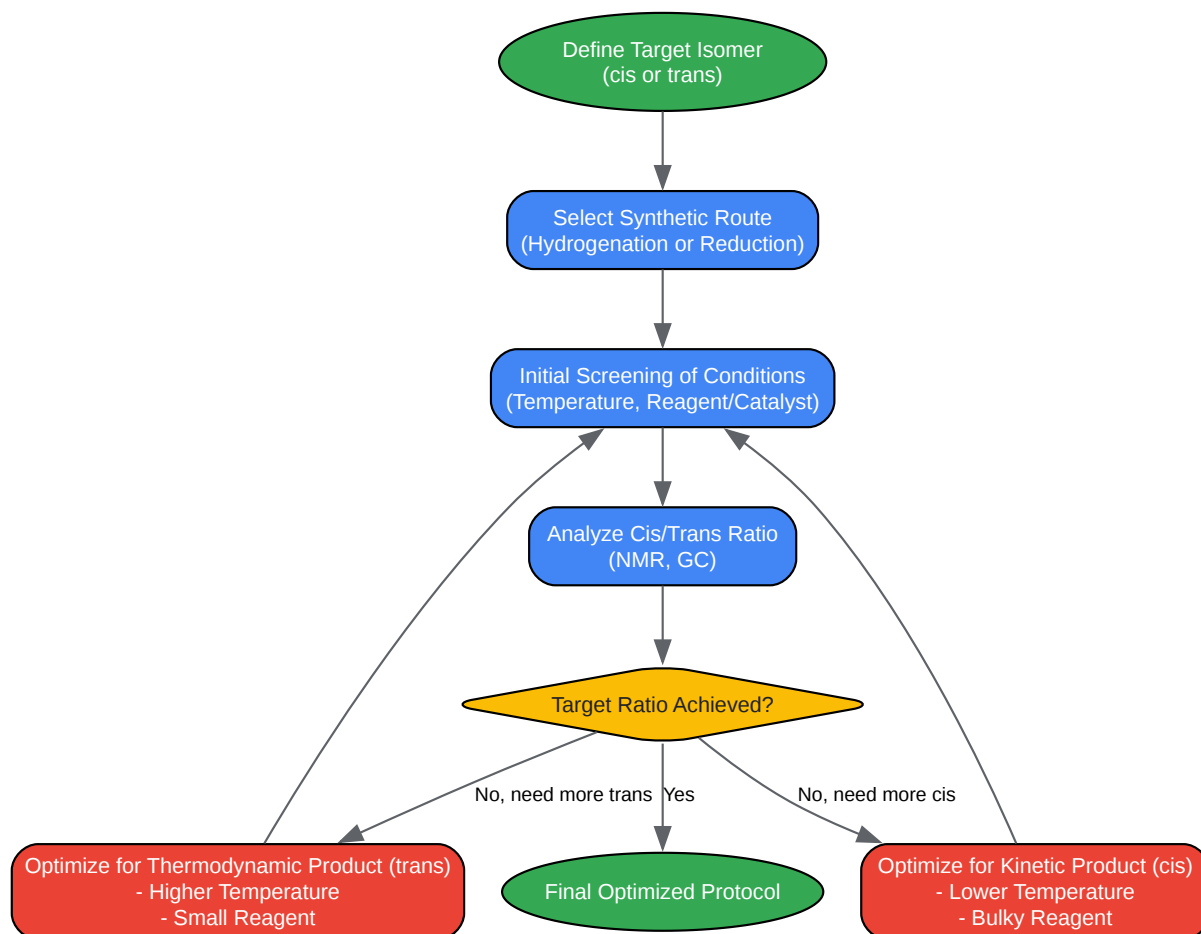 Define Target Isomer
(cis or trans)
Select Synthetic Route
(Hydrogenation or Reduction)
Initial Screening of Conditions
(Temperature, Reagent/Catalyst)
Analyze Cis/Trans Ratio
(NMR, GC)
Target Ratio Achieved?
No, need more trans
Yes
No, need more cis
Optimize for Thermodynamic Product (trans)
- Higher Temperature
- Small Reagent
Final Optimized Protocol
Optimize for Kinetic Product (cis)
- Lower Temperature
- Bulky Reagent